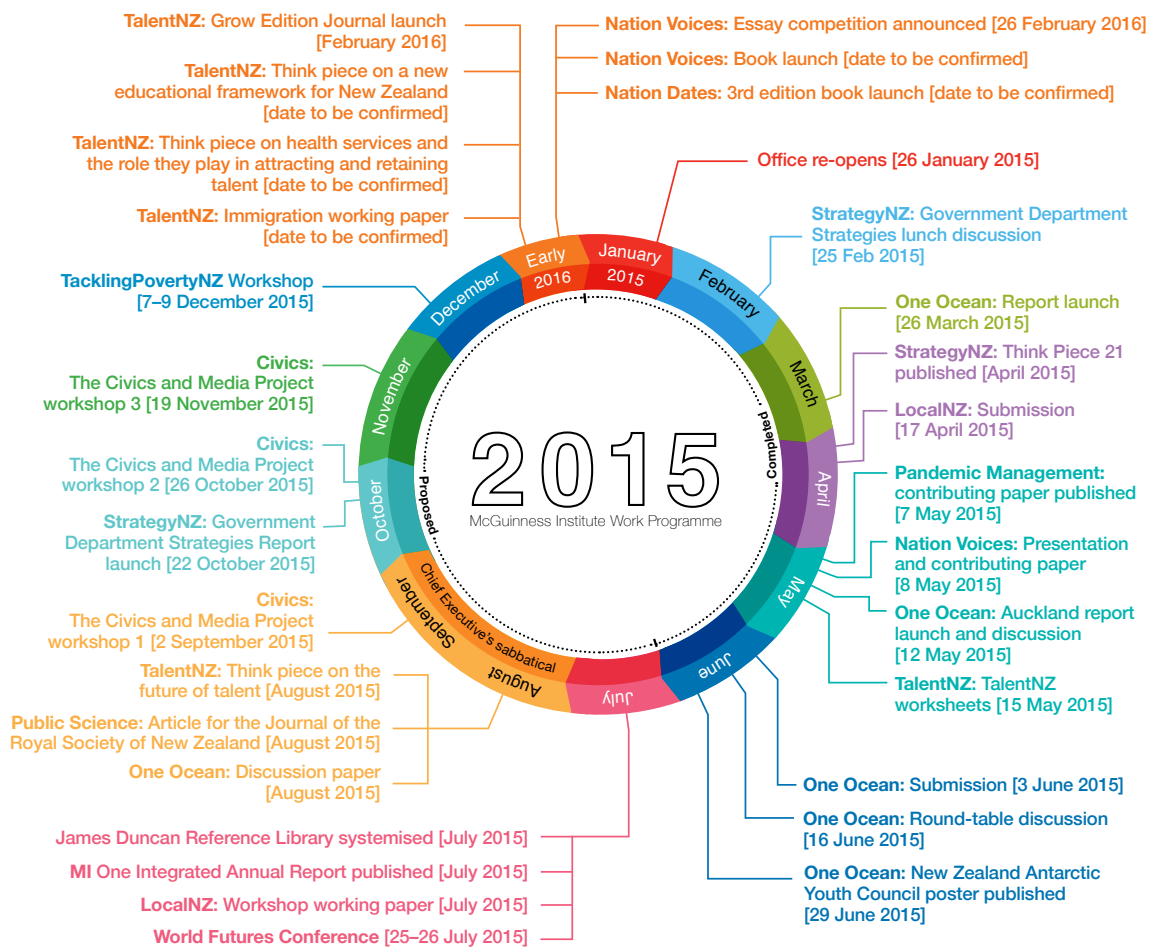 TalentNZ: Grow Edition Journal launch
[February 2016]
TalentNZ: Think piece on a new
educational framework for New Zealand
[date to be confirmed]
TalentNZ: Think piece on health services and
the role they play in attracting and retaining
talent [date to be confirmed]
TalentNZ: Immigration working paper
[date to be confirmed]
Nation Voices: Essay competition announced [26 February 2016]
Nation Voices: Book launch [date to be confirmed]
Nation Dates: 3rd edition book launch [date to be confirmed]
Office re-opens [26 January 2015]
StrategyNZ: Government Department
Strategies lunch discussion
[25 Feb 2015]
One Ocean: Report launch
[26 March 2015]
StrategyNZ: Think Piece 21
published [April 2015]
LocalNZ: Submission
[17 April 2015]
Pandemic Management:
contributing paper published
[7 May 2015]
Nation Voices: Presentation
and contributing paper
[8 May 2015]
One Ocean: Auckland report
launch and discussion
[12 May 2015]
TalentNZ: TalentNZ
worksheets [15 May 2015]
One Ocean: Submission [3 June 2015]
One Ocean: Round-table discussion
[16 June 2015]
One Ocean: New Zealand Antarctic
Youth Council poster published
[29 June 2015]
James Duncan Reference Library systemised [July 2015]
MI One Integrated Annual Report published [July 2015]
LocalNZ: Workshop working paper [July 2015]
World Futures Conference [25–26 July 2015]
TalentNZ: Think piece on the
future of talent [August 2015]
Public Science: Article for the Journal of the
Royal Society of New Zealand [August 2015]
One Ocean: Discussion paper
[August 2015]
Civics:
The Civics and Media Project
workshop 1 [2 September 2015]
StrategyNZ: Government
Department Strategies Report
launch [22 October 2015]
Civics:
The Civics and Media Project
workshop 2 [26 October 2015]
Civics:
The Civics and Media Project
workshop 3 [19 November 2015]
TacklingPovertyNZ Workshop
[7–9 December 2015]
Early
2016
January
2015
February
March
April
May
June
July
August
September
Chief Executive's sabbatical
October
November
December
Completed
Proposed
2015
McGuinness Institute Work Programme